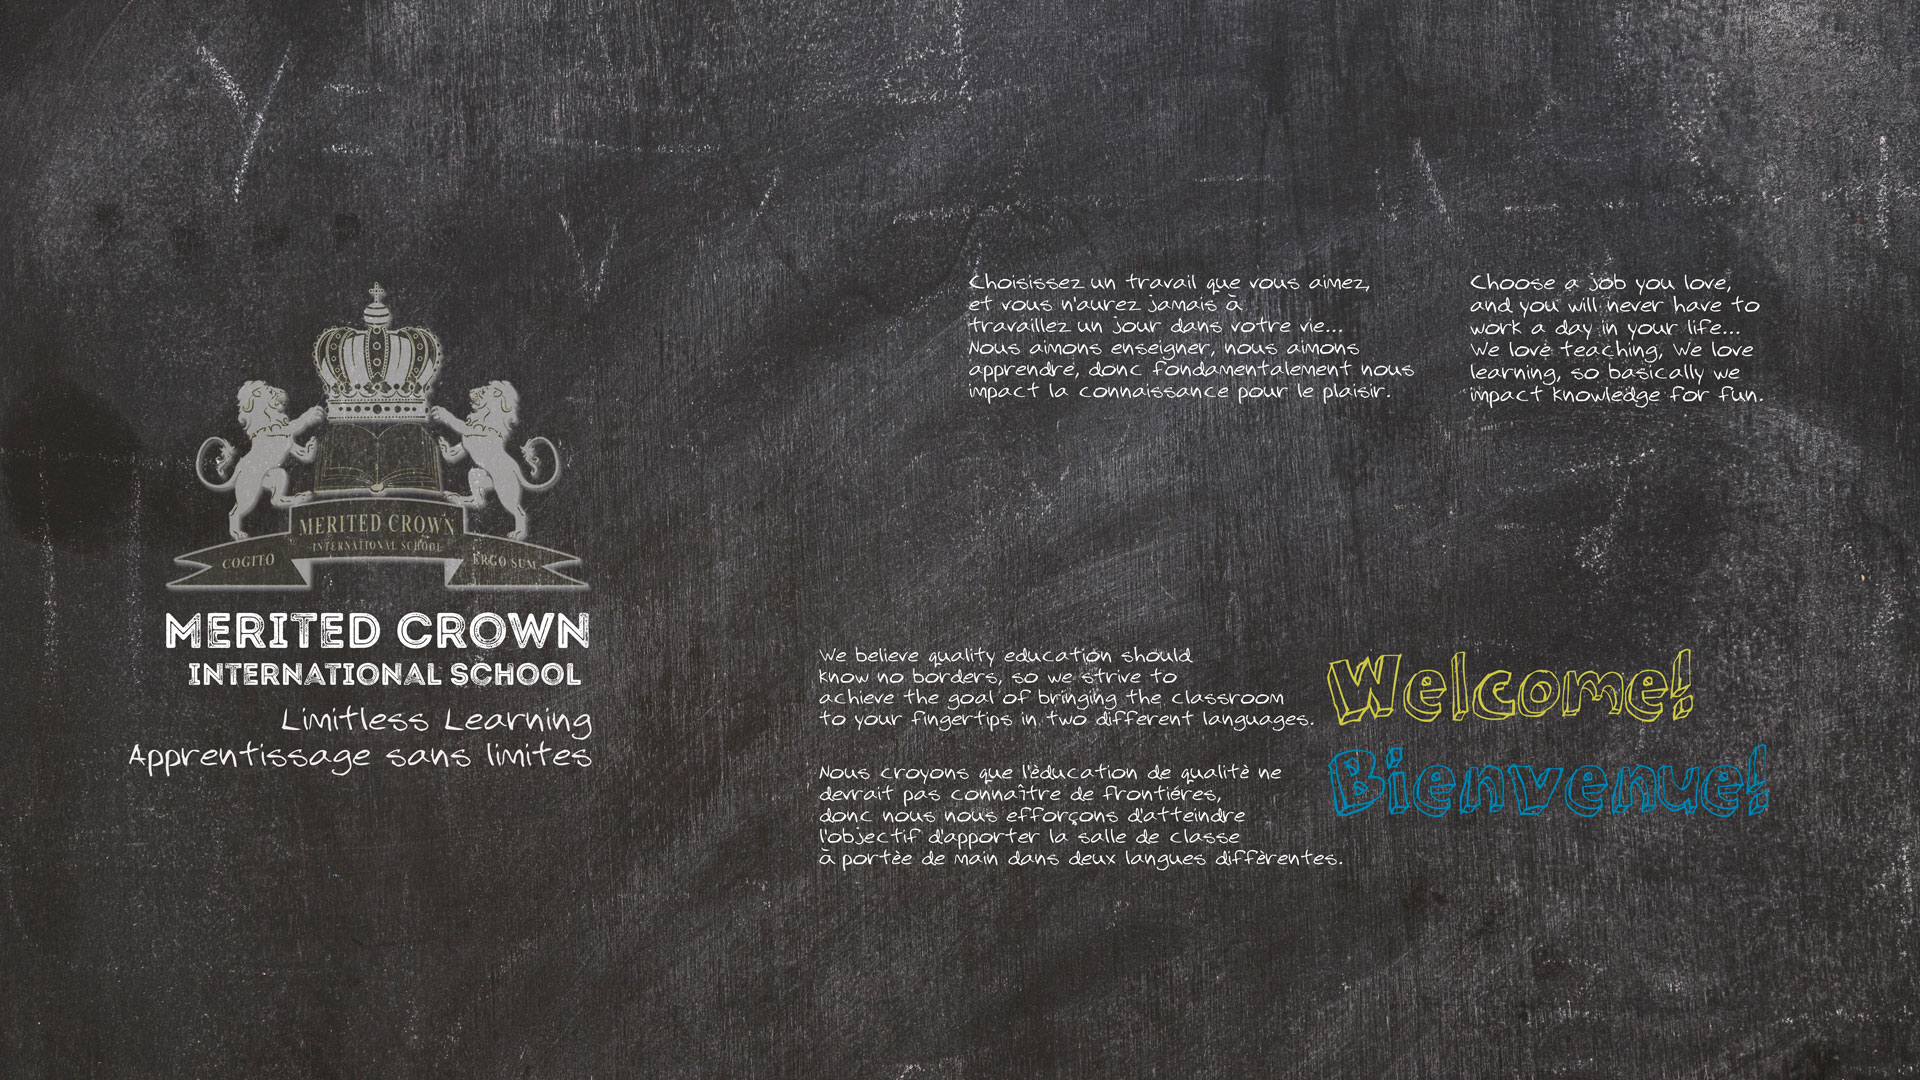 MERITED CROWN
INTERNATIONAL SCHOOL
COGITO
ERGO SUM
MERITED CROWN
INTERNATIONAL SCHOOL
Limitless Learning
Apprentissage sans limites
Choisissez un travail que vous aimez,
et vous n'aurez jamais à
travaillez un jour dans votre vie...
Nous aimons enseigner, nous aimons
apprendre, donc fondamentalement nous
impact la connaissance pour le plaisir.
Choose a job you love,
and you will never have to
work a day in your life...
We love teaching, We love
learning, so basically we
impact knowledge for fun.
We believe quality education should
know no borders, so we strive to
achieve the goal of bringing the classroom
to your fingertips in two different languages.
Nous croyons que l'èducation de qualitè ne
devrait pas connaître de frontiéres,
donc nous nous efforçons d'atteindre
l'objectif d'apporter la salle de classe
à portèe de main dans deux langues diffèrentes.
Welcome!
Bienvenue!